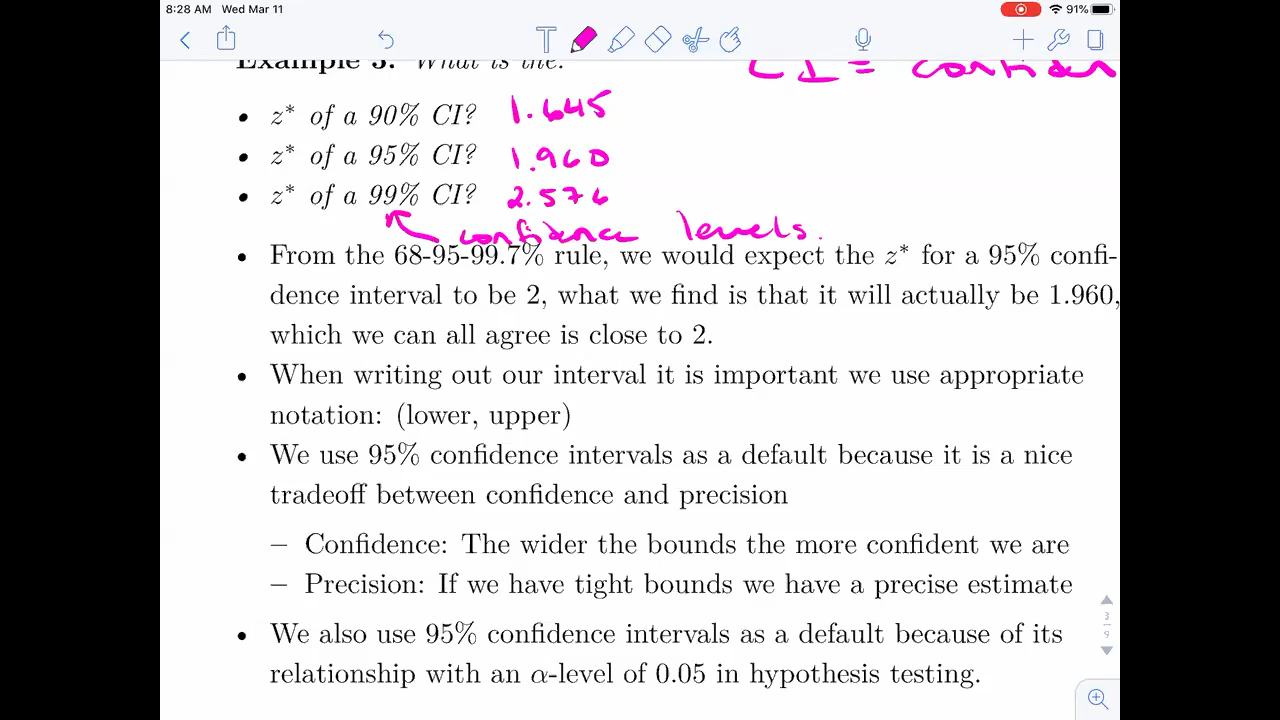 8:28 AM Wed Mar 11
91%
Example 3: What is the:
CI = confiden
• z* of a 90% CI? 1.645
• z* of a 95% CI? 1.960
• z* of a 99% CI? 2.576
confidence levels.
• From the 68-95-99.7% rule, we would expect the z* for a 95% confi-
dence interval to be 2, what we find is that it will actually be 1.960,
which we can all agree is close to 2.
• When writing out our interval it is important we use appropriate
notation: (lower, upper)
• We use 95% confidence intervals as a default because it is a nice
tradeoff between confidence and precision
– Confidence: The wider the bounds the more confident we are
– Precision: If we have tight bounds we have a precise estimate
3
9
• We also use 95% confidence intervals as a default because of its
relationship with an α-level of 0.05 in hypothesis testing.